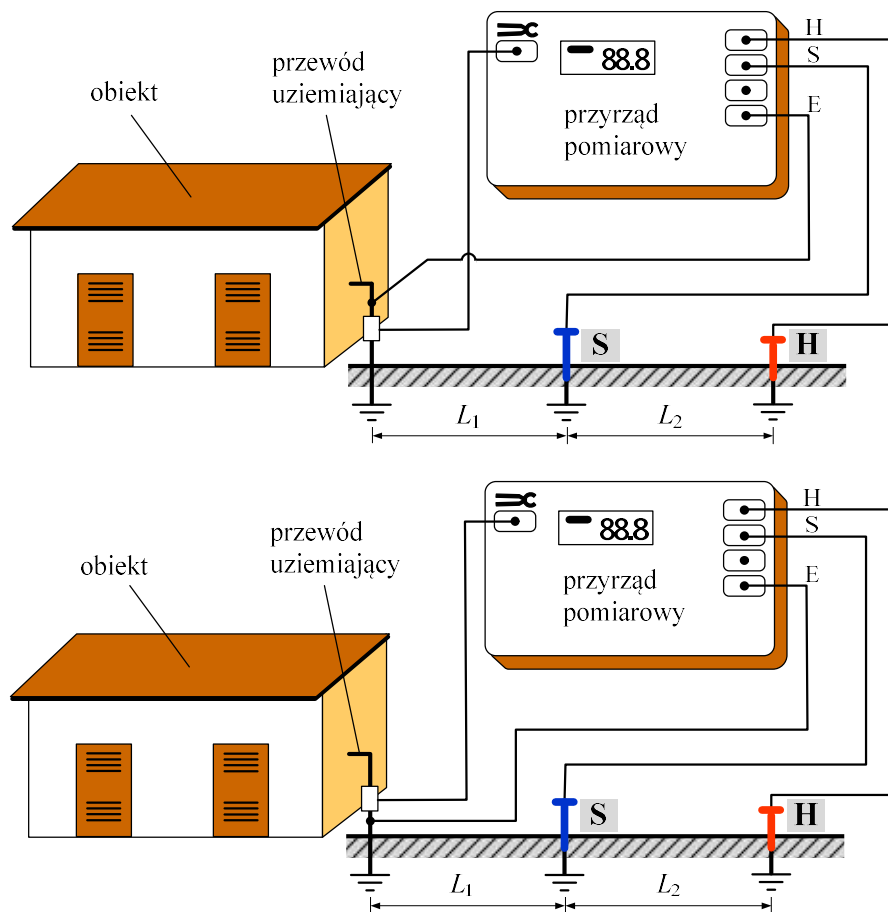 H
88.8
S
przewód
uziemiający
obiekt
E
przyrząd
pomiarowy
S
H
L1
L2
H
88.8
S
przewód
uziemiający
obiekt
E
przyrząd
pomiarowy
S
H
L1
L2